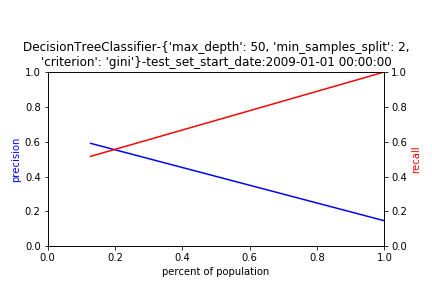 DecisionTreeClassifier-{'max_depth': 50, 'min_samples_split': 2,
'criterion': 'gini'}-test_set_start_date:2009-01-01 00:00:00
1.0
0.8
0.6
0.4
0.2
0.0
precision
1.0
0.8
0.6
0.4
0.2
0.0
recall
0.0 0.2 0.4 0.6 0.8 1.0
percent of population